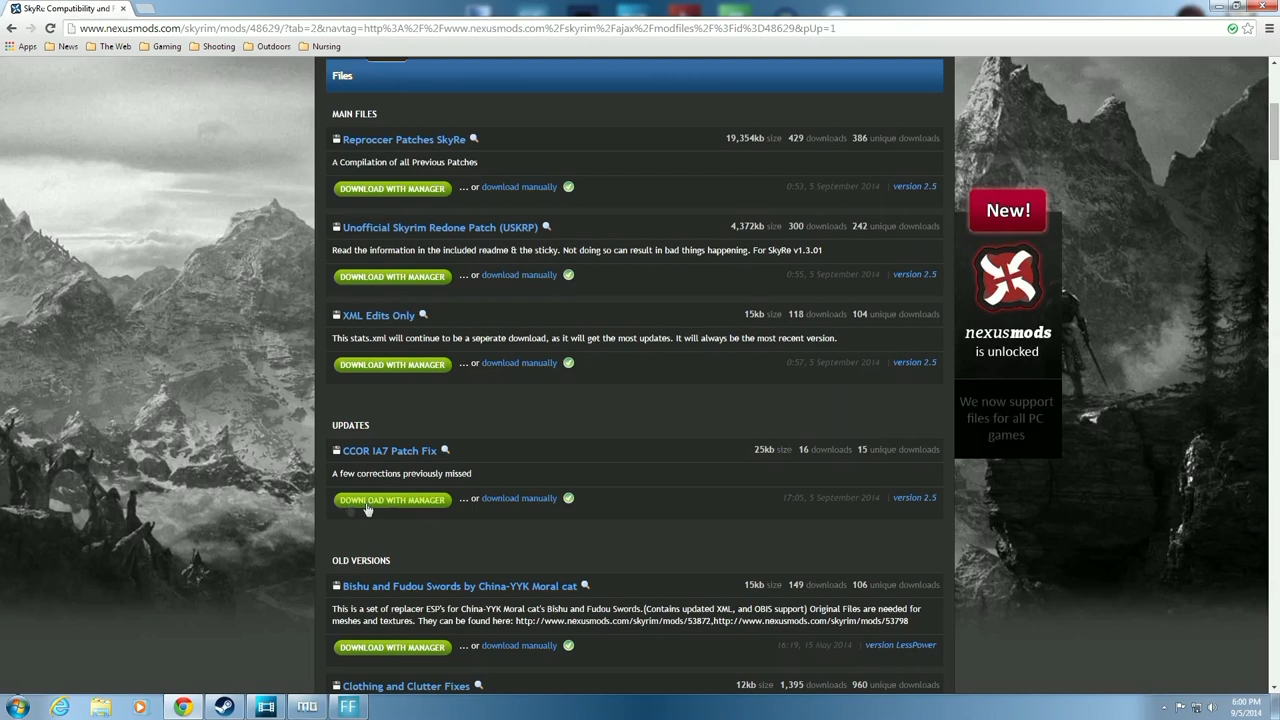 SkyRe Compatibility and P
www.nexusmods.com/skyrim/mods/48629/?tab=2&navtag=http%3A%2F%2Fwww.nexusmods.com%2Fskyrim%2Fajax%2Fmodfiles%2F%3Fid%3D48629&pUp=1
Apps News The Web Gaming Shooting Outdoors Nursing
Files
MAIN FILES
Reproccer Patches SkyRe 19,354kb size 429 downloads 386 unique downloads
A Compilation of all Previous Patches
DOWNLOAD WITH MANAGER ... or download manually 0:53, 5 September 2014 | version 2.5
Unofficial Skyrim Redone Patch (USKRP) 4,372kb size 300 downloads 242 unique downloads
Read the information in the included readme & the sticky. Not doing so can result in bad things happening. For SkyRe v1.3.01
DOWNLOAD WITH MANAGER ... or download manually 0:55, 5 September 2014 | version 2.5
XML Edits Only 15kb size 118 downloads 104 unique downloads
This stats.xml will continue to be a seperate download, as it will get the most updates. It will always be the most recent version.
DOWNLOAD WITH MANAGER ... or download manually 0:57, 5 September 2014 | version 2.5
UPDATES
CCOR IA7 Patch Fix 25kb size 16 downloads 15 unique downloads
A few corrections previously missed
DOWNLOAD WITH MANAGER ... or download manually 17:05, 5 September 2014 | version 2.5
OLD VERSIONS
Bishu and Fudou Swords by China-YYK Moral cat 15kb size 149 downloads 106 unique downloads
This is a set of replacer ESP's for China-YYK Moral cat's Bishu and Fudou Swords.(Contains updated XML, and OBIS support) Original Files are needed for
meshes and textures. They can be found here: http://www.nexusmods.com/skyrim/mods/53872,http://www.nexusmods.com/skyrim/mods/53798
DOWNLOAD WITH MANAGER ... or download manually 16:19, 15 May 2014 | version LessPower
Clothing and Clutter Fixes 12kb size 1,395 downloads 960 unique downloads
New!
nexusmods
is unlocked
We now support
files for all PC
games
FF
6:00 PM
9/5/2014